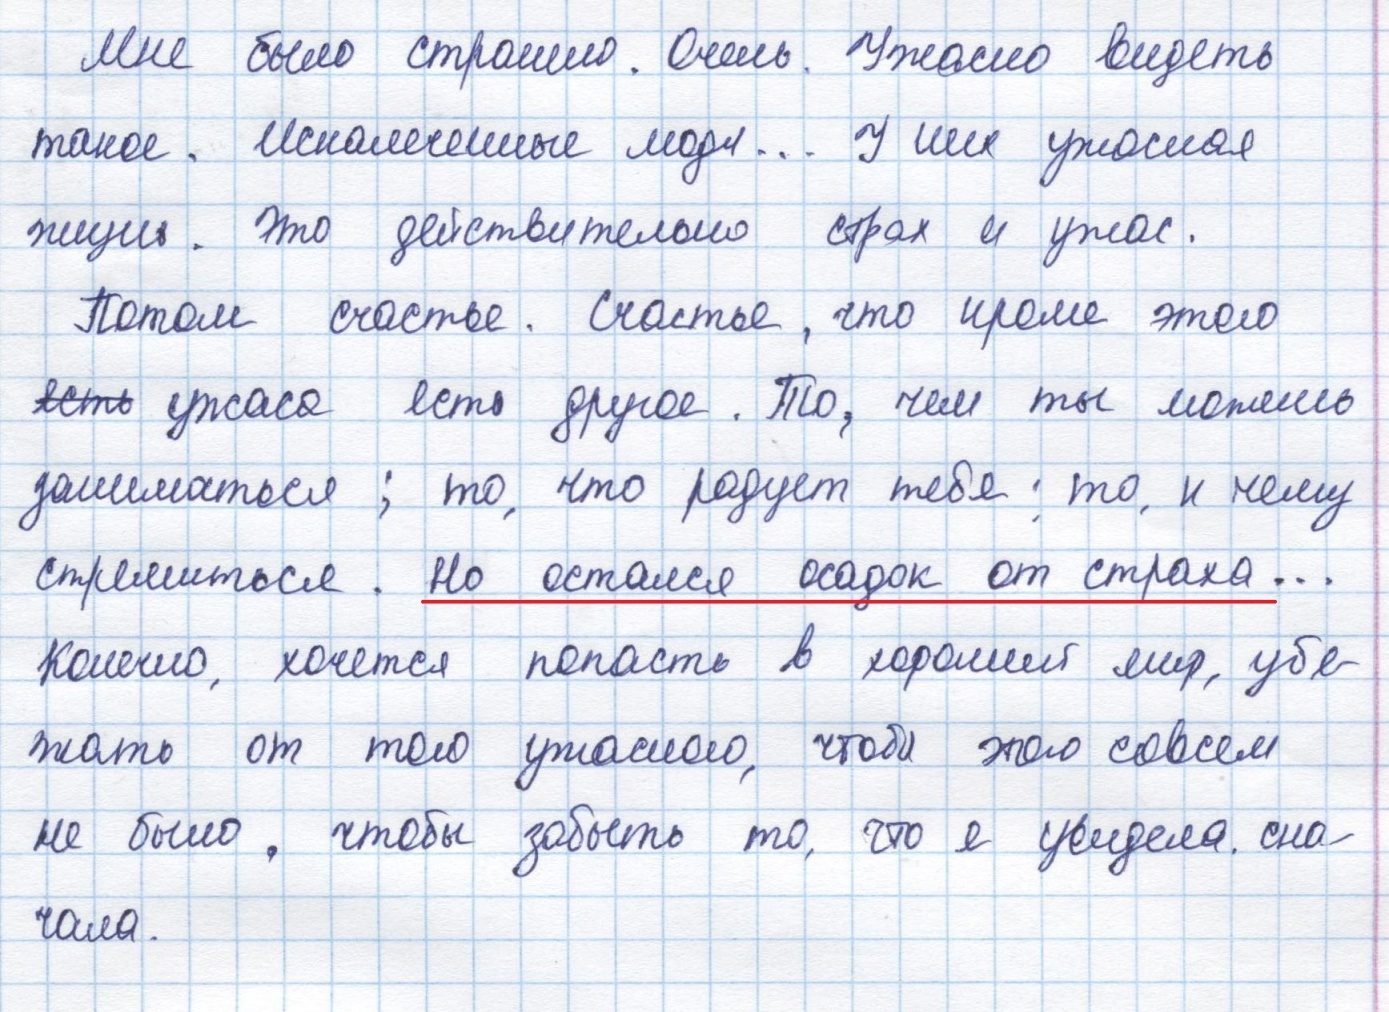 Мне было страшно. Очень. Ужасно видеть
такое. Искалеченные люди... У них ужасная
жизнь. Это действительно страх и ужас.
Потом счастье. Счастье, что кроме этого
есть ужаса есть другое. То, чем ты можешь
заниматься; то, что радует тебя; то, к чему
стремиться. Но остался осадок от страха...
Конечно, хочется попасть в хороший мир, убе-
жать от того ужасного, чтобы этого совсем
не было, чтобы забыть то, что я увидела сна-
чала.